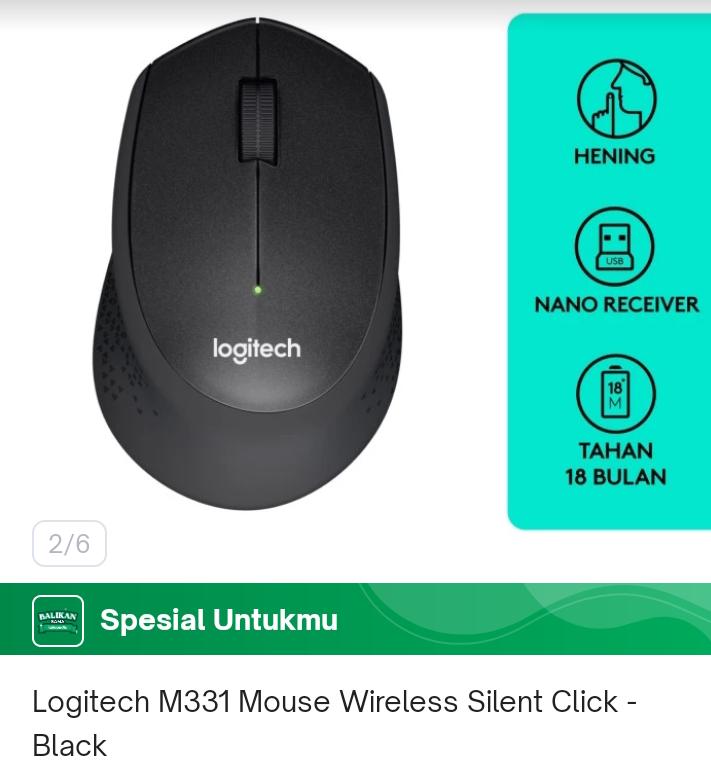 logitech
HENING
USB
NANO RECEIVER
18
M
TAHAN
18 BULAN
2/6
BALIKAN
Spesial Untukmu
Logitech M331 Mouse Wireless Silent Click -
Black